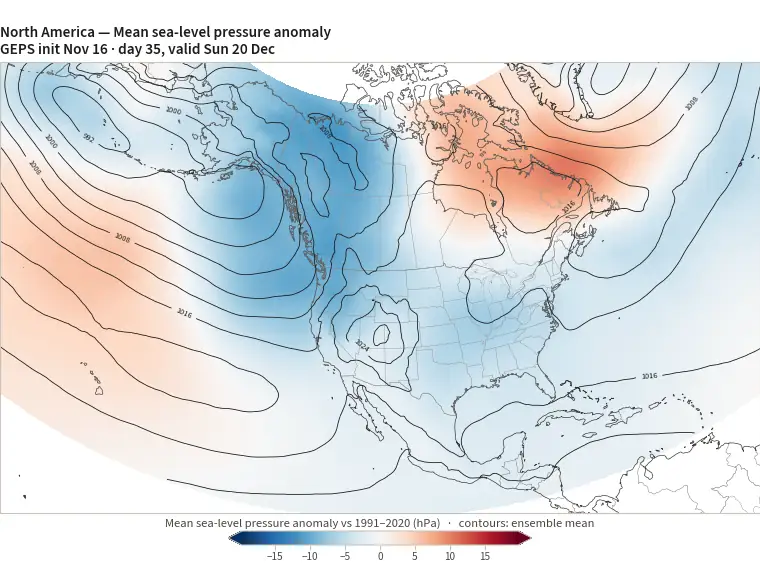 North America — Mean sea-level pressure anomaly
GEPS init Nov 16 · day 35, valid Sun 20 Dec
1000
992
1000
1008
1008
1008
1016
1016
1016
1024
1016
Mean sea-level pressure anomaly vs 1991–2020 (hPa) · contours: ensemble mean
−15 −10 −5 0 5 10 15